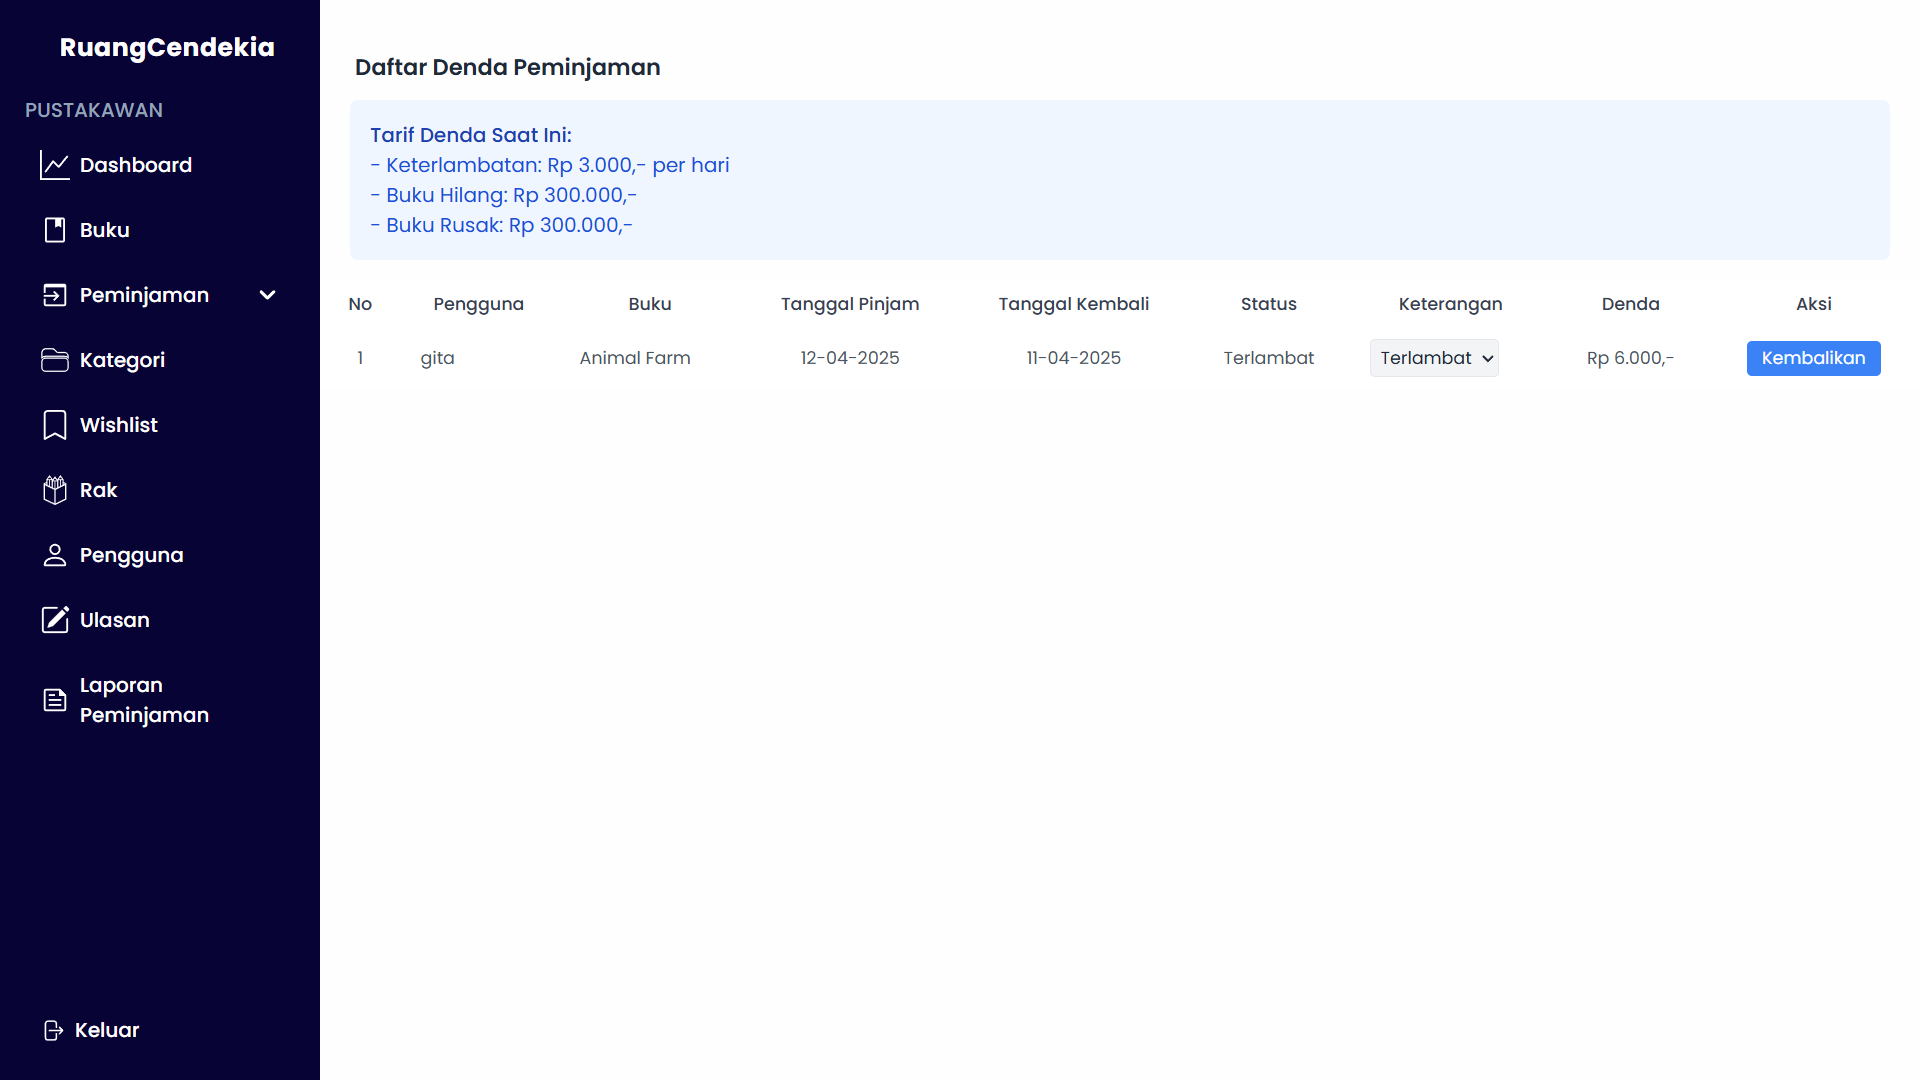 RuangCendekia
PUSTAKAWAN
Dashboard
Buku
Peminjaman
Kategori
Wishlist
Rak
Pengguna
Ulasan
Laporan
Peminjaman
Keluar
Daftar Denda Peminjaman
Tarif Denda Saat Ini:
- Keterlambatan: Rp 3.000,- per hari
- Buku Hilang: Rp 300.000,-
- Buku Rusak: Rp 300.000,-
No Pengguna Buku Tanggal Pinjam Tanggal Kembali Status Keterangan Denda Aksi
1 gita Animal Farm 12-04-2025 11-04-2025 Terlambat Terlambat Rp 6.000,- Kembalikan